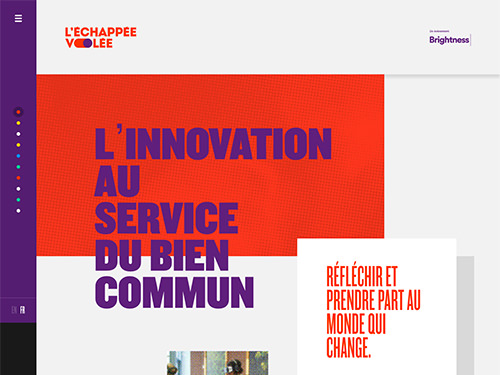 L'ÉCHAPPÉE
VOLÉE
Brightness
L'INNOVATION
AU
SERVICE
DU BIEN
COMMUN
RÉFLÉCHIR ET
PRENDRE PART AU
MONDE QUI
CHANGE.
EN FR